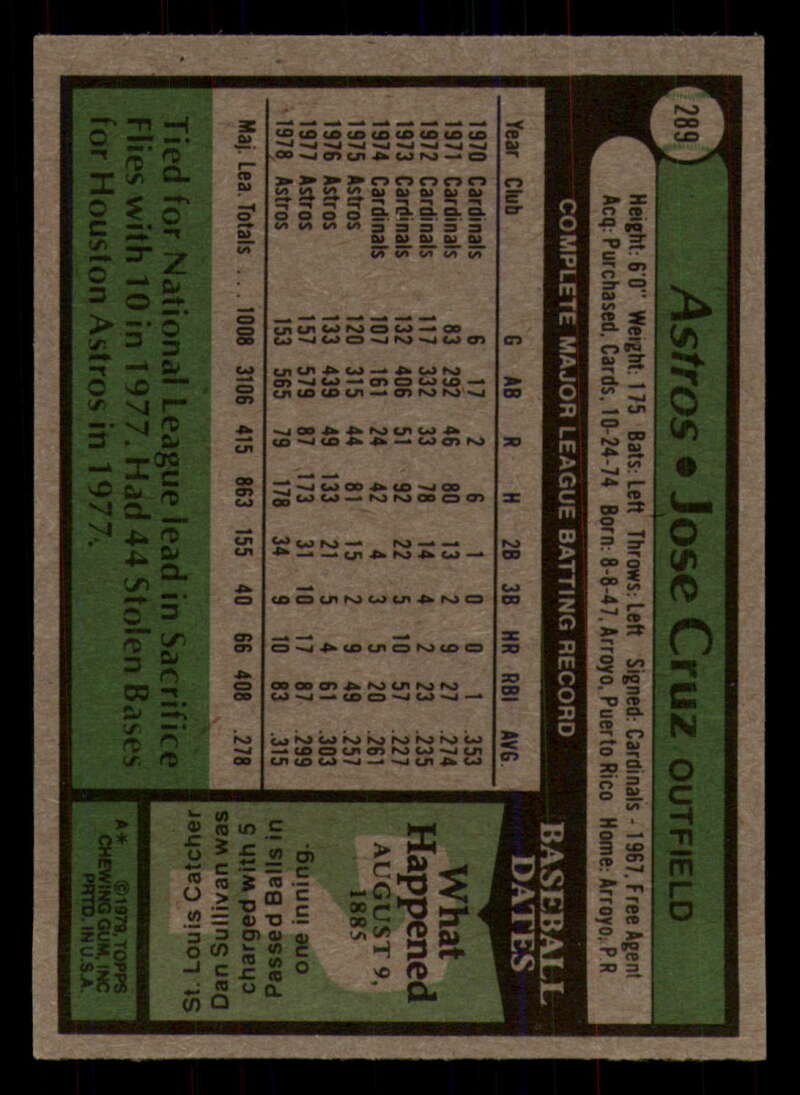 289
Astros • Jose Cruz OUTFIELD
Height: 6'0" Weight: 175 Bats: Left Throws: Left Signed: Cardinals - 1967, Free Agent
Acq: Purchased, Cards, 10-24-74 Born: 8-8-47, Arroyo, Puerto Rico Home: Arroyo, P R
COMPLETE MAJOR LEAGUE BATTING RECORD
Year Club G AB R H 2B 3B HR RBI AVG.
1970 Cardinals 6 17 2 6 1 0 0 1 .353
1971 Cardinals 83 292 46 80 13 2 9 27 .274
1972 Cardinals 117 332 33 78 14 4 2 23 .235
1973 Cardinals 132 406 51 92 22 5 10 57 .227
1974 Cardinals 107 161 24 42 4 3 5 20 .261
1975 Astros 120 315 44 81 15 2 9 49 .257
1976 Astros 133 439 49 133 21 5 4 61 .303
1977 Astros 157 579 87 173 31 10 17 87 .299
1978 Astros 153 565 79 178 34 9 10 83 .315
Maj. Lea. Totals . . . 1008 3106 415 863 155 40 66 408 .278
Tied for National League lead in Sacrifice
Flies with 10 in 1977. Had 44 Stolen Bases
for Houston Astros in 1977.
BASEBALL
DATES
What
Happened
AUGUST 9,
1885
St. Louis Catcher
Dan Sullivan was
charged with 5
Passed Balls in
one inning.
A* ©1979, TOPPS
CHEWING GUM, INC
PRTD. IN U.S.A.